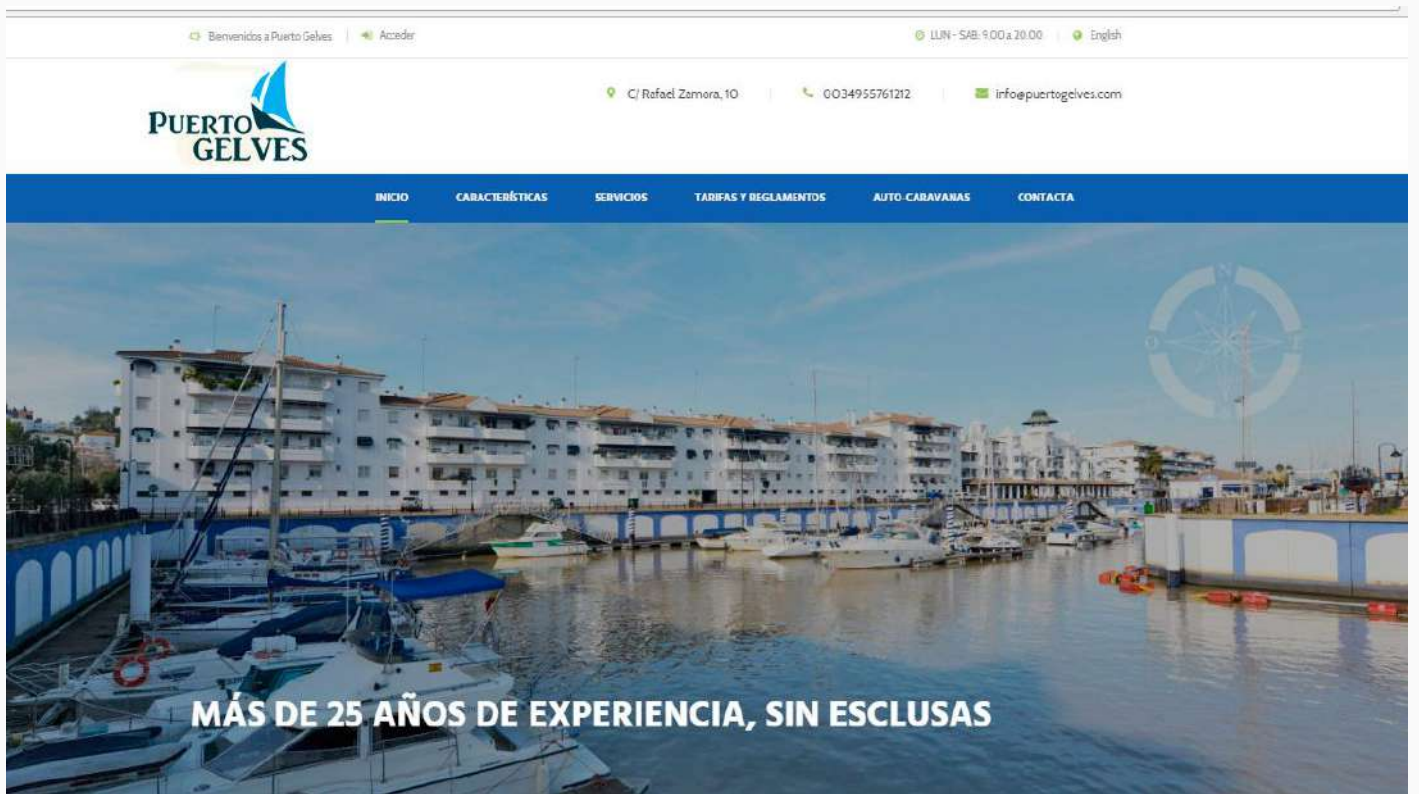 Bienvenidos a Puerto Gelves
Acceder
LUN - SAB: 9.00 a 20.00
English
PUERTO
GELVES
C/ Rafael Zamora, 10
0034955761212
info@puertogelves.com
INICIO
CARACTERÍSTICAS
SERVICIOS
TARIFAS Y REGLAMENTOS
AUTO-CARAVANAS
CONTACTA
N
O
E
MÁS DE 25 AÑOS DE EXPERIENCIA, SIN ESCLUSAS